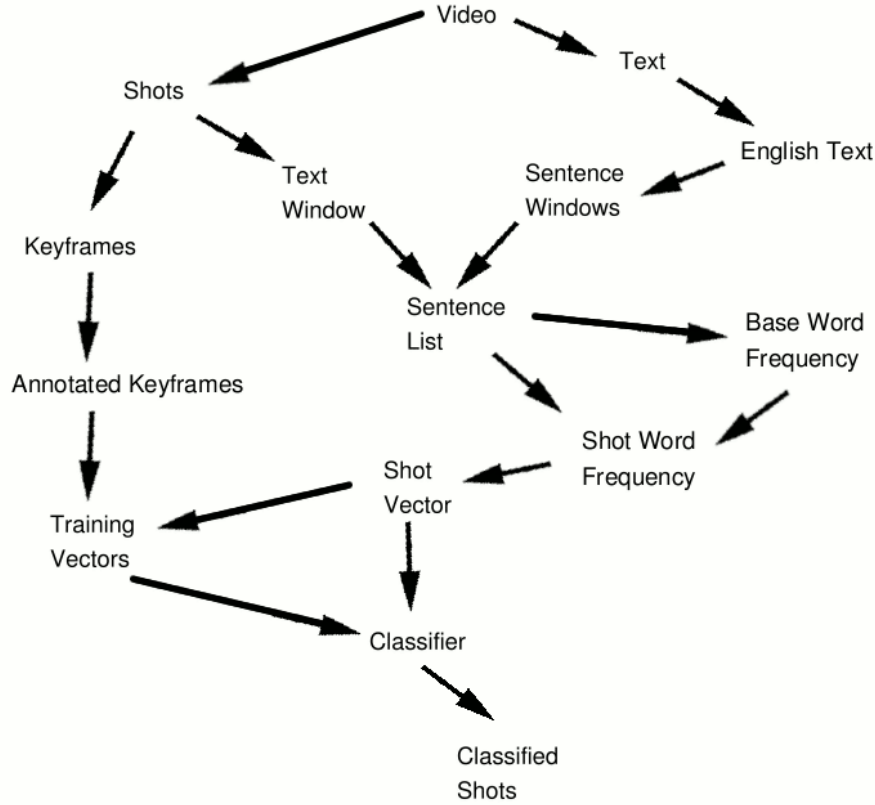 Video
Text
Shots
English Text
Text
Window
Sentence
Windows
Keyframes
Sentence
List
Base Word
Frequency
Annotated Keyframes
Shot Word
Frequency
Shot
Vector
Training
Vectors
Classifier
Classified
Shots